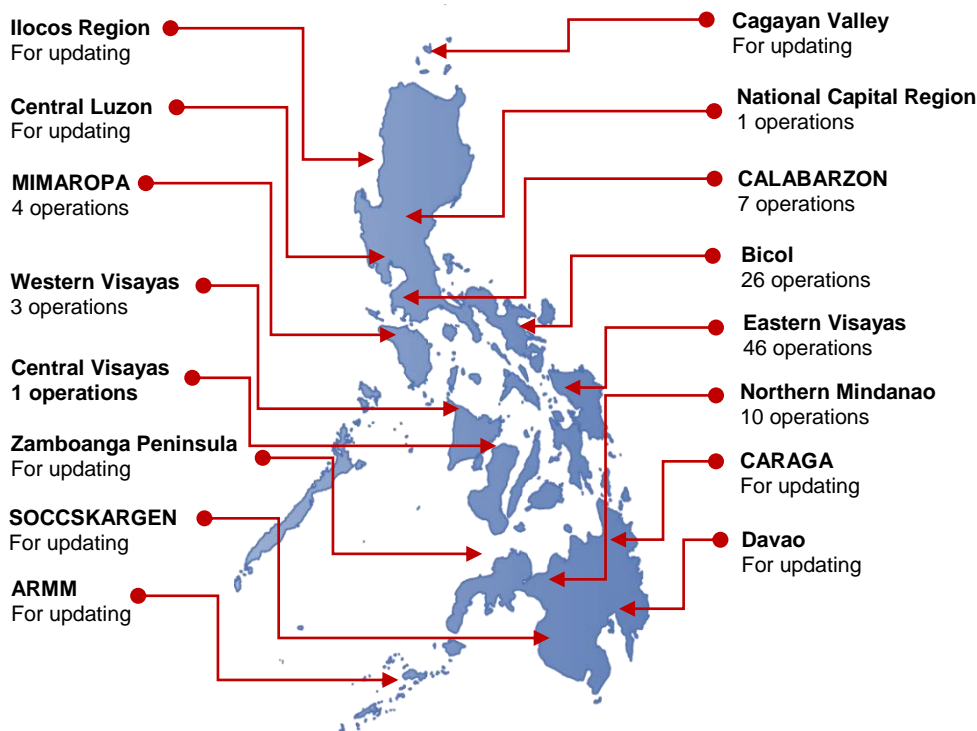 Ilocos Region
For updating
Central Luzon
For updating
MIMAROPA
4 operations
Western Visayas
3 operations
Central Visayas
1 operations
Zamboanga Peninsula
For updating
SOCCSKARGEN
For updating
ARMM
For updating
Cagayan Valley
For updating
National Capital Region
1 operations
CALABARZON
7 operations
Bicol
26 operations
Eastern Visayas
46 operations
Northern Mindanao
10 operations
CARAGA
For updating
Davao
For updating